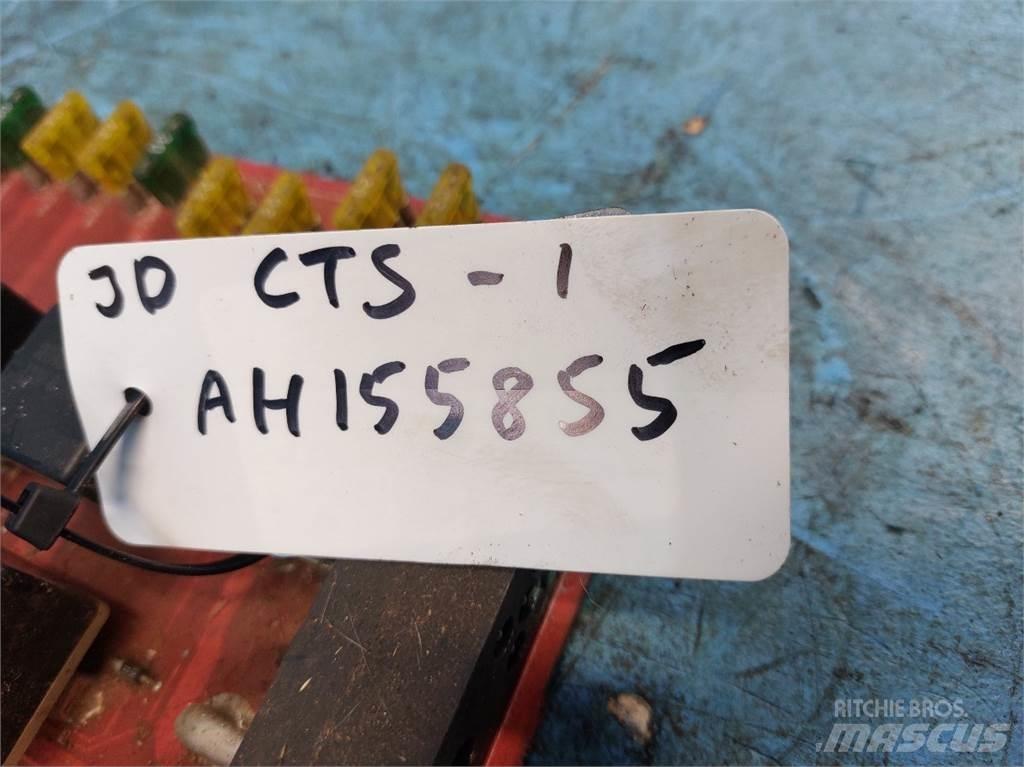 JD CTS - 1
AH155855
RITCHIE BROS.
MASCUS